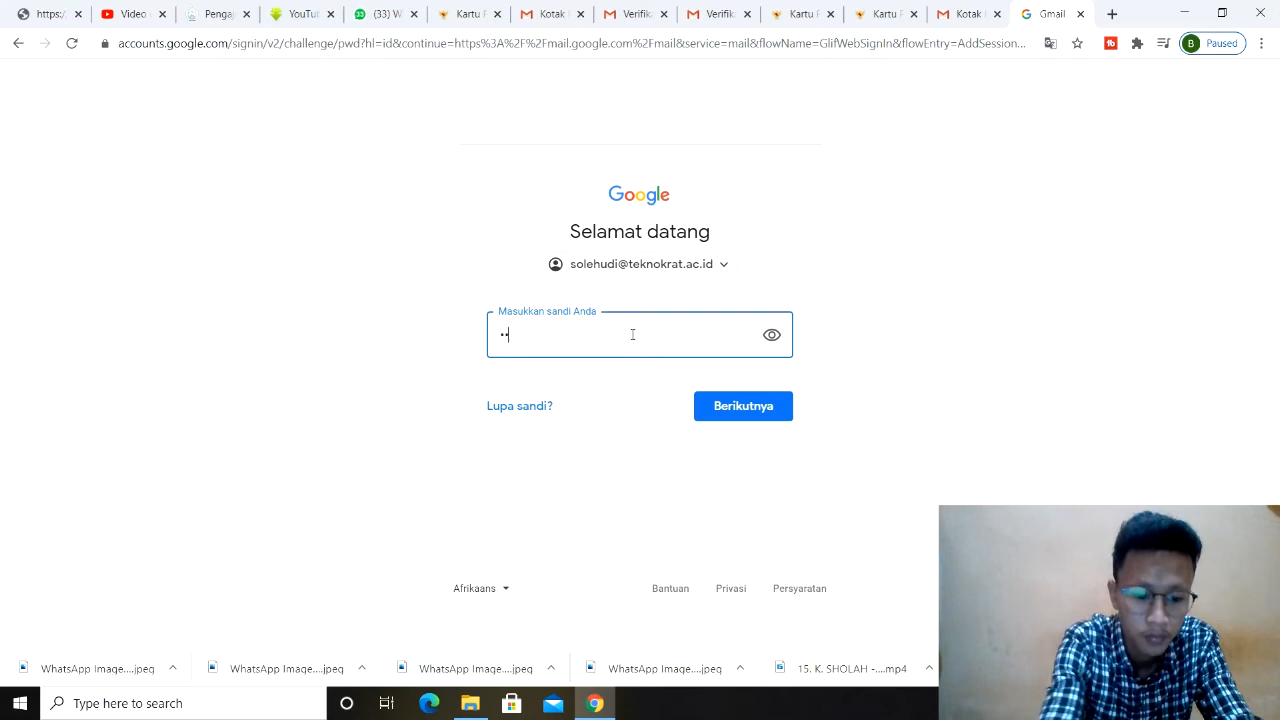 https:
Video
Penge
YouTu
(33) W
Kartu F
Kotak
Verifik
Verifik
Kartu F
Kartu F
Kotak
Gmail
accounts.google.com/signin/v2/challenge/pwd?hl=id&continue=https%3A%2F%2Fmail.google.com%2Fmail&service=mail&flowName=GlifWebSignIn&flowEntry=AddSession...
B Paused
Google
Selamat datang
solehudi@teknokrat.ac.id
Masukkan sandi Anda
Lupa sandi?
Berikutnya
Afrikaans
Bantuan
Privasi
Persyaratan
WhatsApp Image....jpeg
WhatsApp Image....jpeg
WhatsApp Image....jpeg
WhatsApp Image....jpeg
15. K. SHOLAH -....mp4
Type here to search